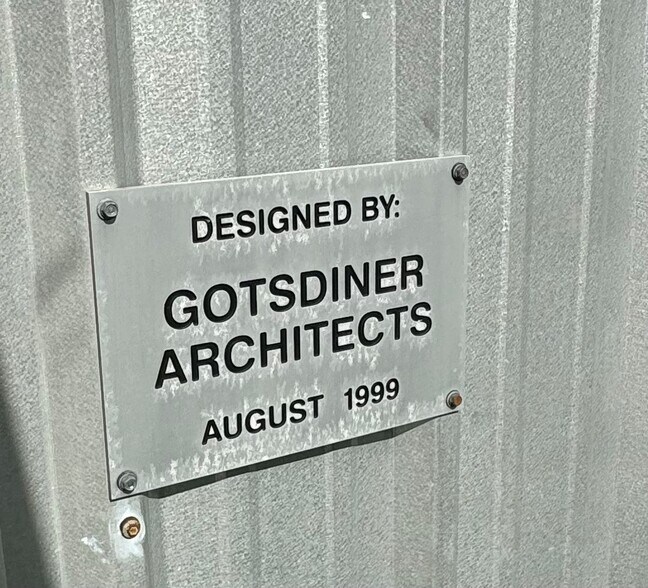 DESIGNED BY:
GOTSDINER
ARCHITECTS
AUGUST 1999